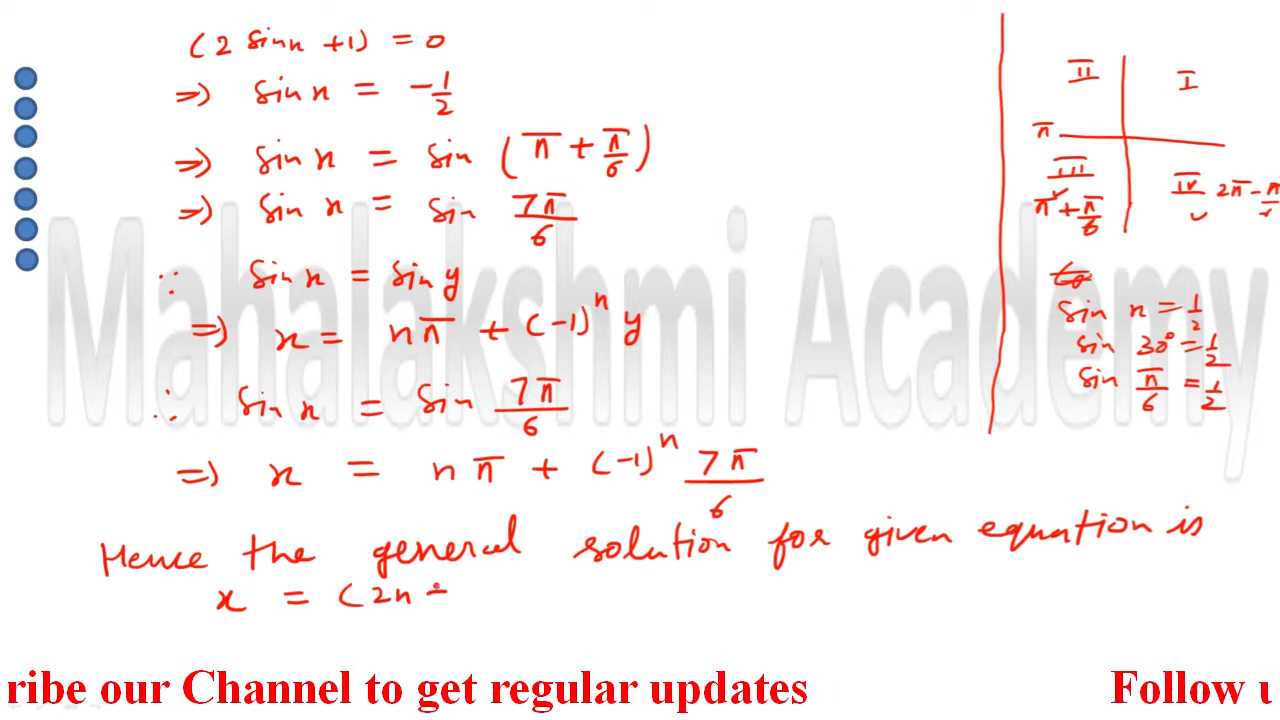 (2 sin x + 1) = 0
⇒ sin x = -1/2
⇒ sin x = sin (π + π/6)
⇒ sin x = sin 7π/6
∵ sin x = sin y
⇒ x = nπ + (-1)^n y
∴ sin x = sin 7π/6
⇒ x = nπ + (-1)^n 7π/6
Hence the general solution for given equation is
x = (2n +
II I
π
III IV 2π - π
π + π/6
sin x = 1/2
sin 30° = 1/2
sin π/6 = 1/2
Mahalakshmi Academy
ribe our Channel to get regular updates Follow u